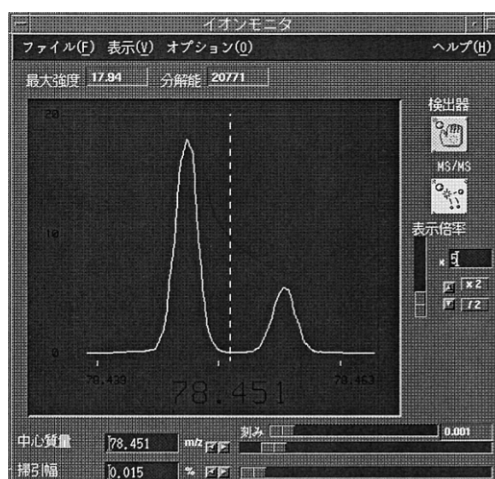 イオンモニタ
ファイル(F) 表示(V) オプション(O) ヘルプ(H)
最大強度 17.94 分解能 20771
検出器
MS/MS
表示倍率
x 5
x2
/2
20
10
0
78.439 78.451 78.463
中心質量 78.451 m/z 刻み 0.001
掃引幅 0.015 %